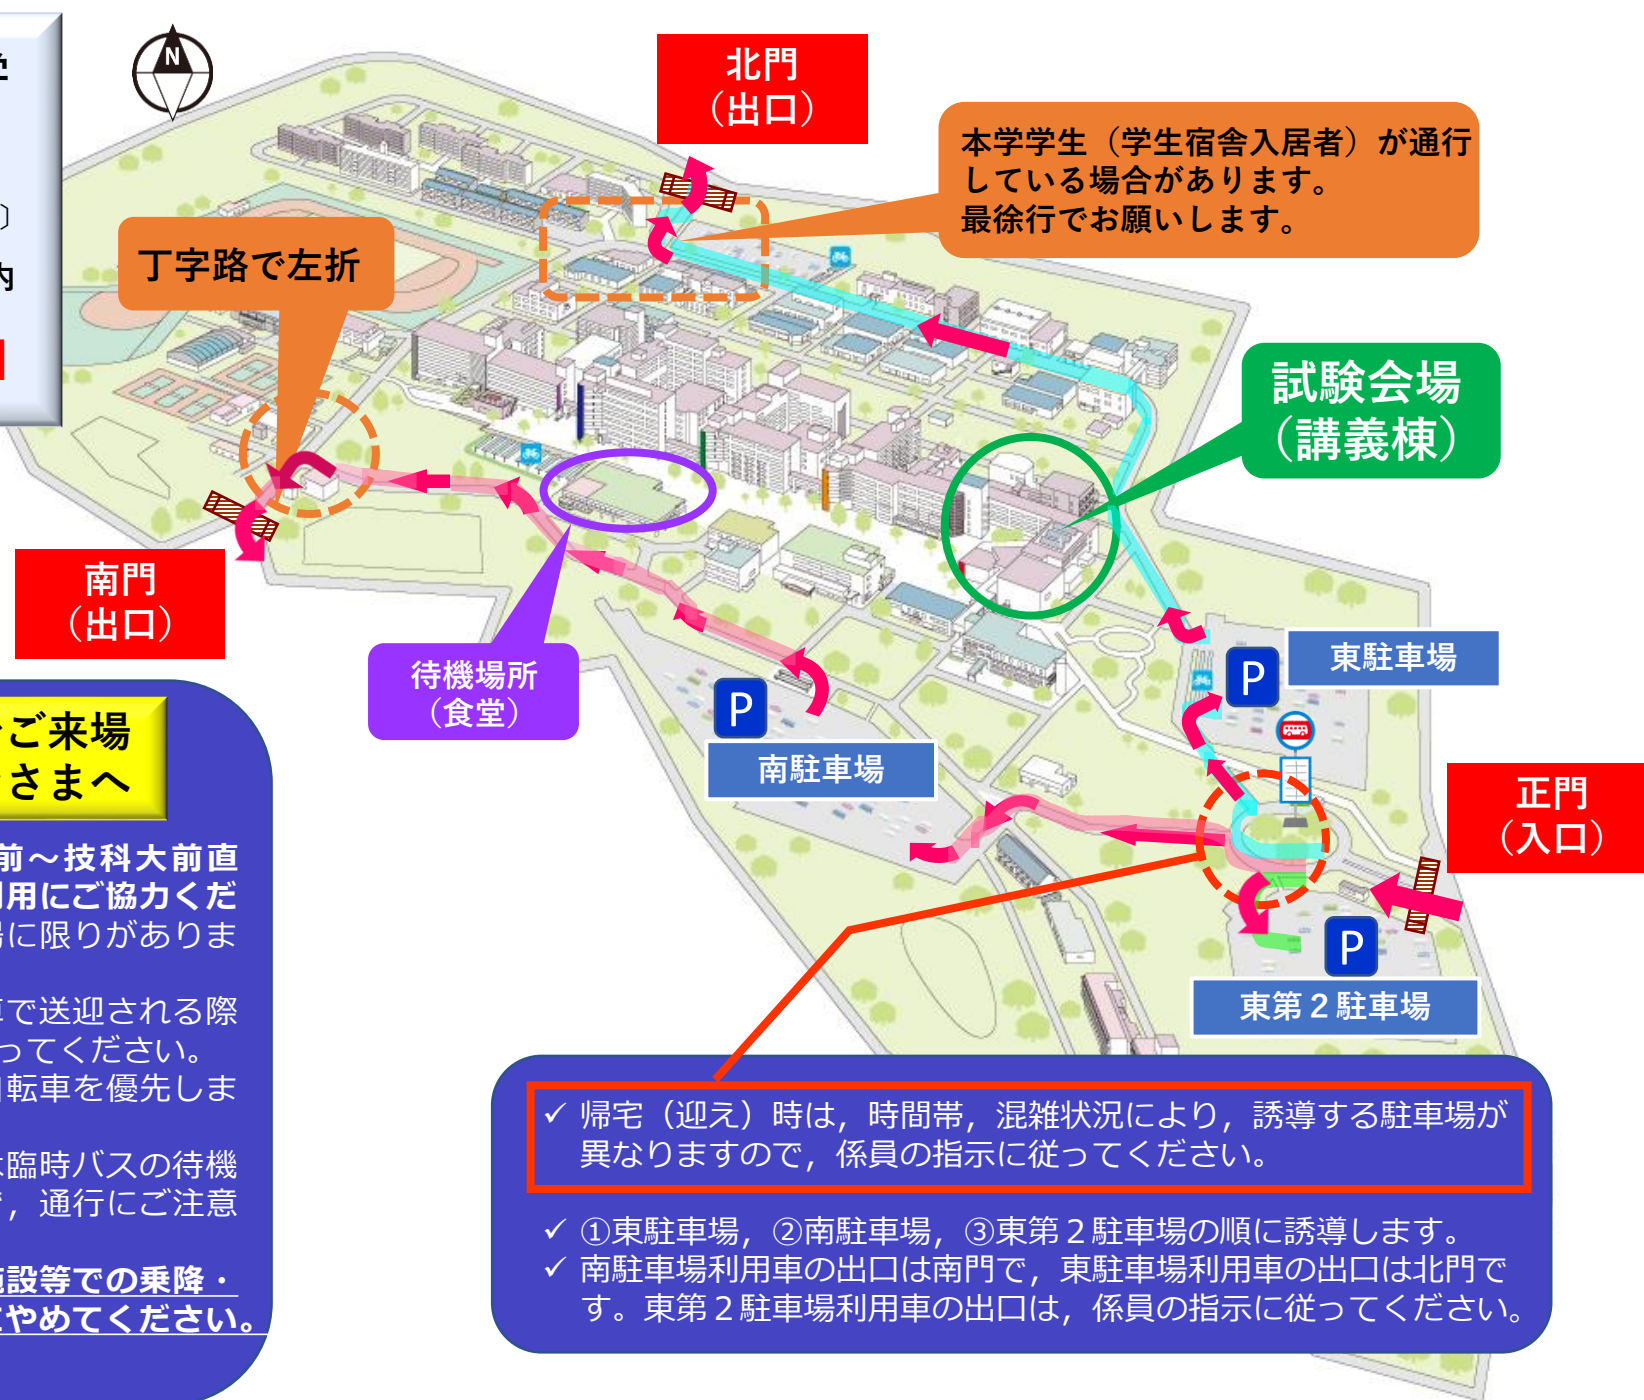 学
N
北門
（出口）
本学学生（学生宿舎入居者）が通行
している場合があります。
最徐行でお願いします。
〕
内
丁字路で左折
試験会場
（講義棟）
南門
（出口）
待機場所
（食堂）
P
東駐車場
P
南駐車場
正門
（入口）
P
東第２駐車場
ご来場
さまへ
前～技科大前直
用にご協力くだ
場に限りがありま
車で送迎される際
ってください。
自転車を優先しま
は臨時バスの待機
，通行にご注意
施設等での乗降・
にやめてください。
✓ 帰宅（迎え）時は，時間帯，混雑状況により，誘導する駐車場が
異なりますので，係員の指示に従ってください。
✓ ①東駐車場，②南駐車場，③東第２駐車場の順に誘導します。
✓ 南駐車場利用車の出口は南門で，東駐車場利用車の出口は北門で
す。東第２駐車場利用車の出口は，係員の指示に従ってください。